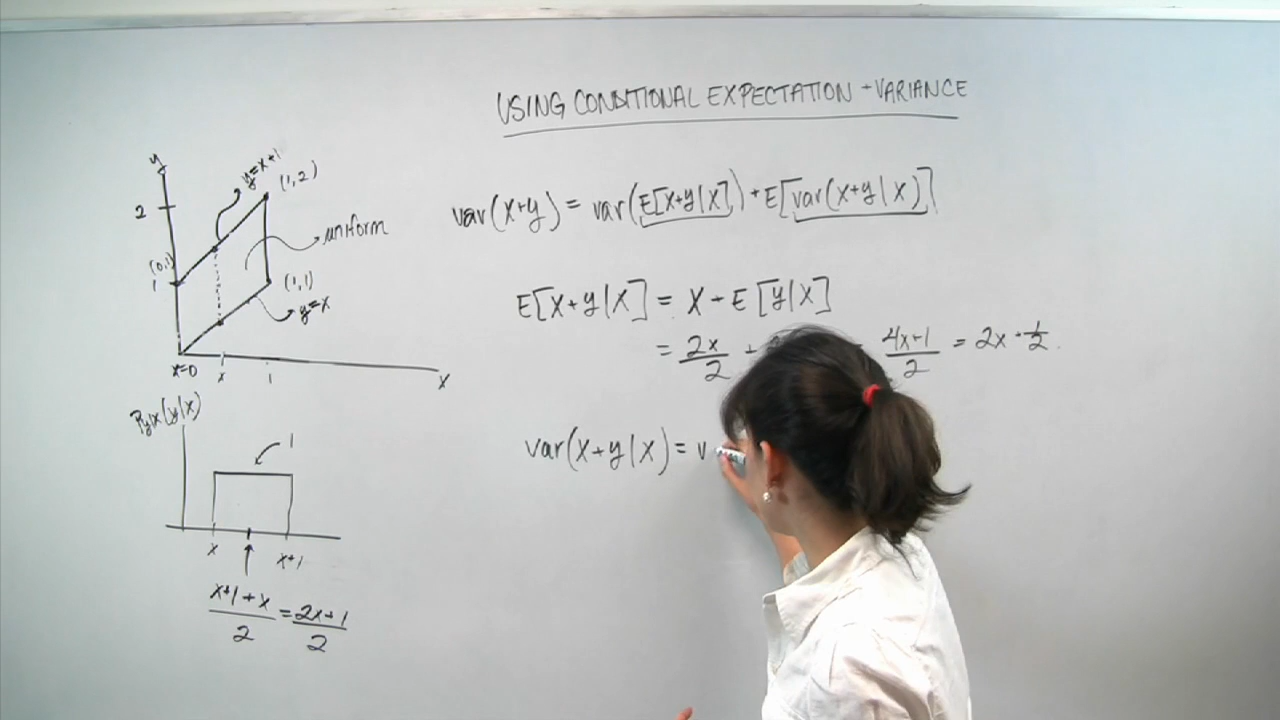 USING CONDITIONAL EXPECTATION + VARIANCE
var(X+Y) = var(E[X+Y|X]) + E[var(X+Y|X)]
E[X+Y|X] = X + E[Y|X]
= 2x/2 + = 4x+1/2 = 2x + 1/2.
var(X+Y|X) = v
y
y=x+1
(1,2)
2
uniform
(0,1)
1
(1,1)
y=x
x=0
x
1
x
PY|X(y|x)
1
x
x+1
x+1+x/2 = 2x+1/2